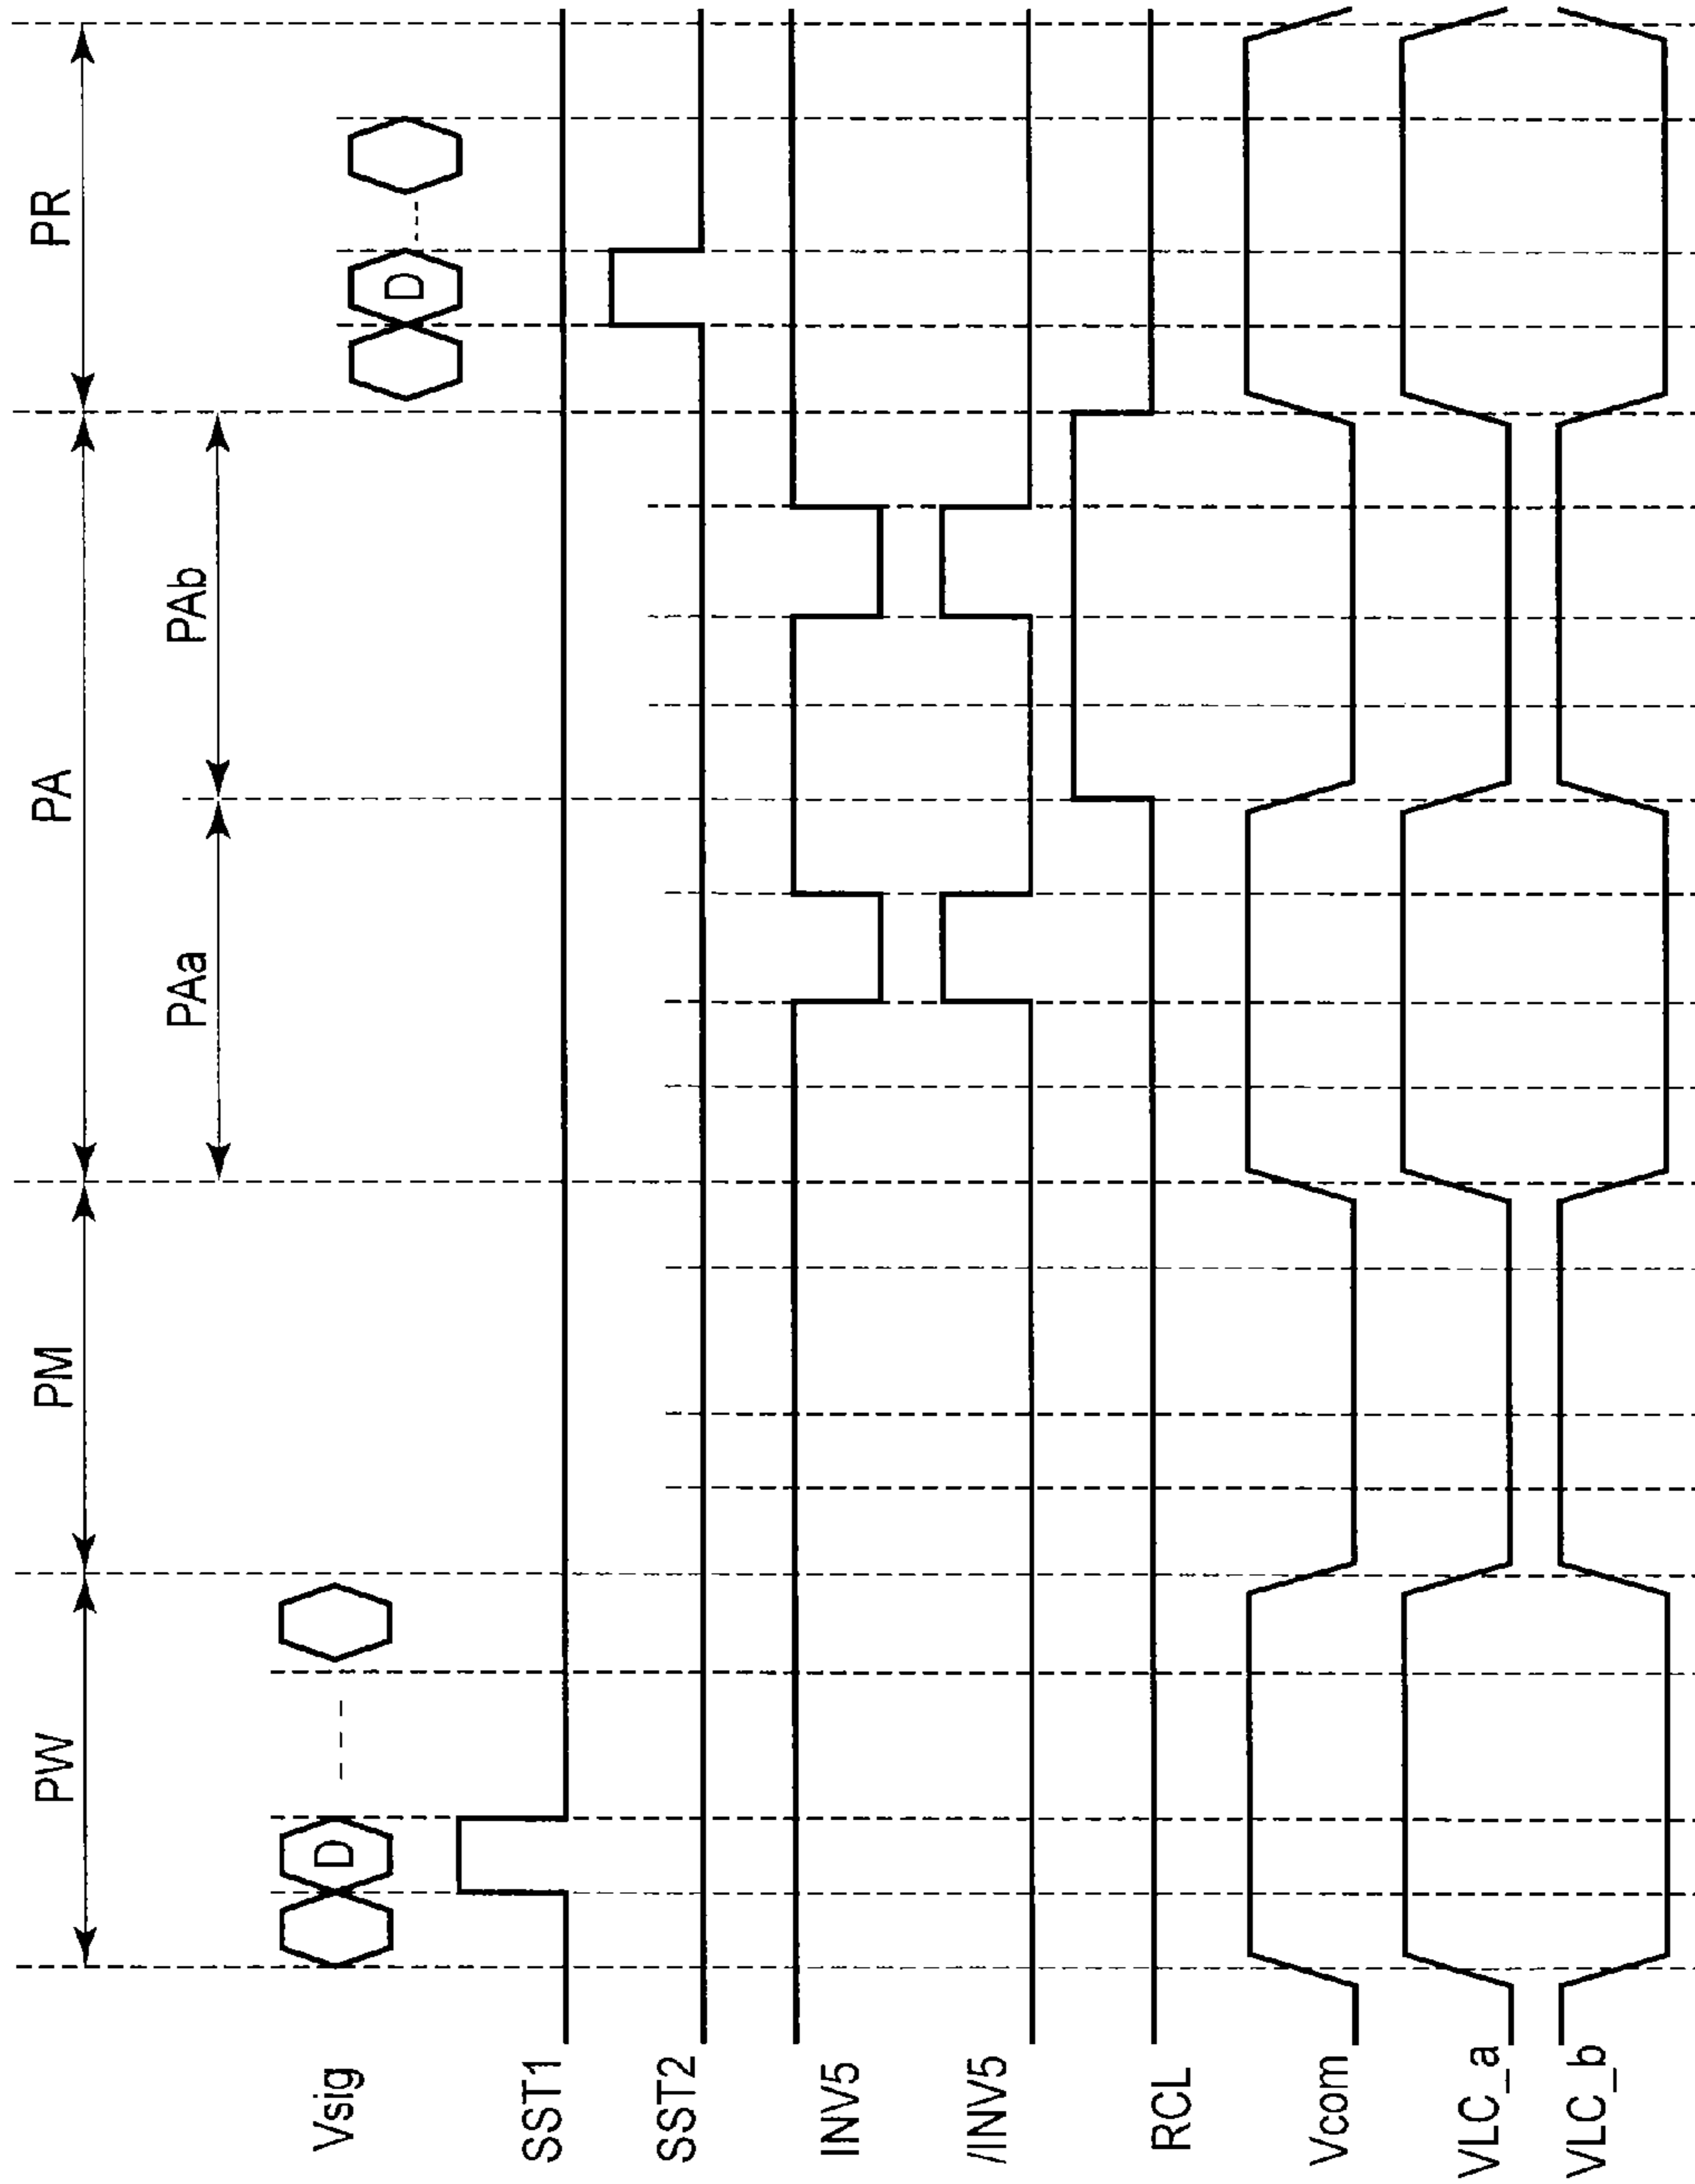 PW PM PA PR
PAa PAb
Vsig D D
SST1
SST2
INV5
/INV5
RCL
Vcom
VLC_a
VLC_b